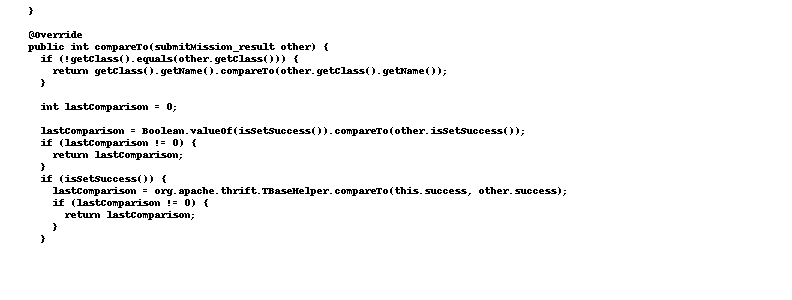 }
@Override
public int compareTo(submitMission_result other) {
if (!getClass().equals(other.getClass())) {
return getClass().getName().compareTo(other.getClass().getName());
}
int lastComparison = 0;
lastComparison = Boolean.valueOf(isSetSuccess()).compareTo(other.isSetSuccess());
if (lastComparison != 0) {
return lastComparison;
}
if (isSetSuccess()) {
lastComparison = org.apache.thrift.TBaseHelper.compareTo(this.success, other.success);
if (lastComparison != 0) {
return lastComparison;
}
}